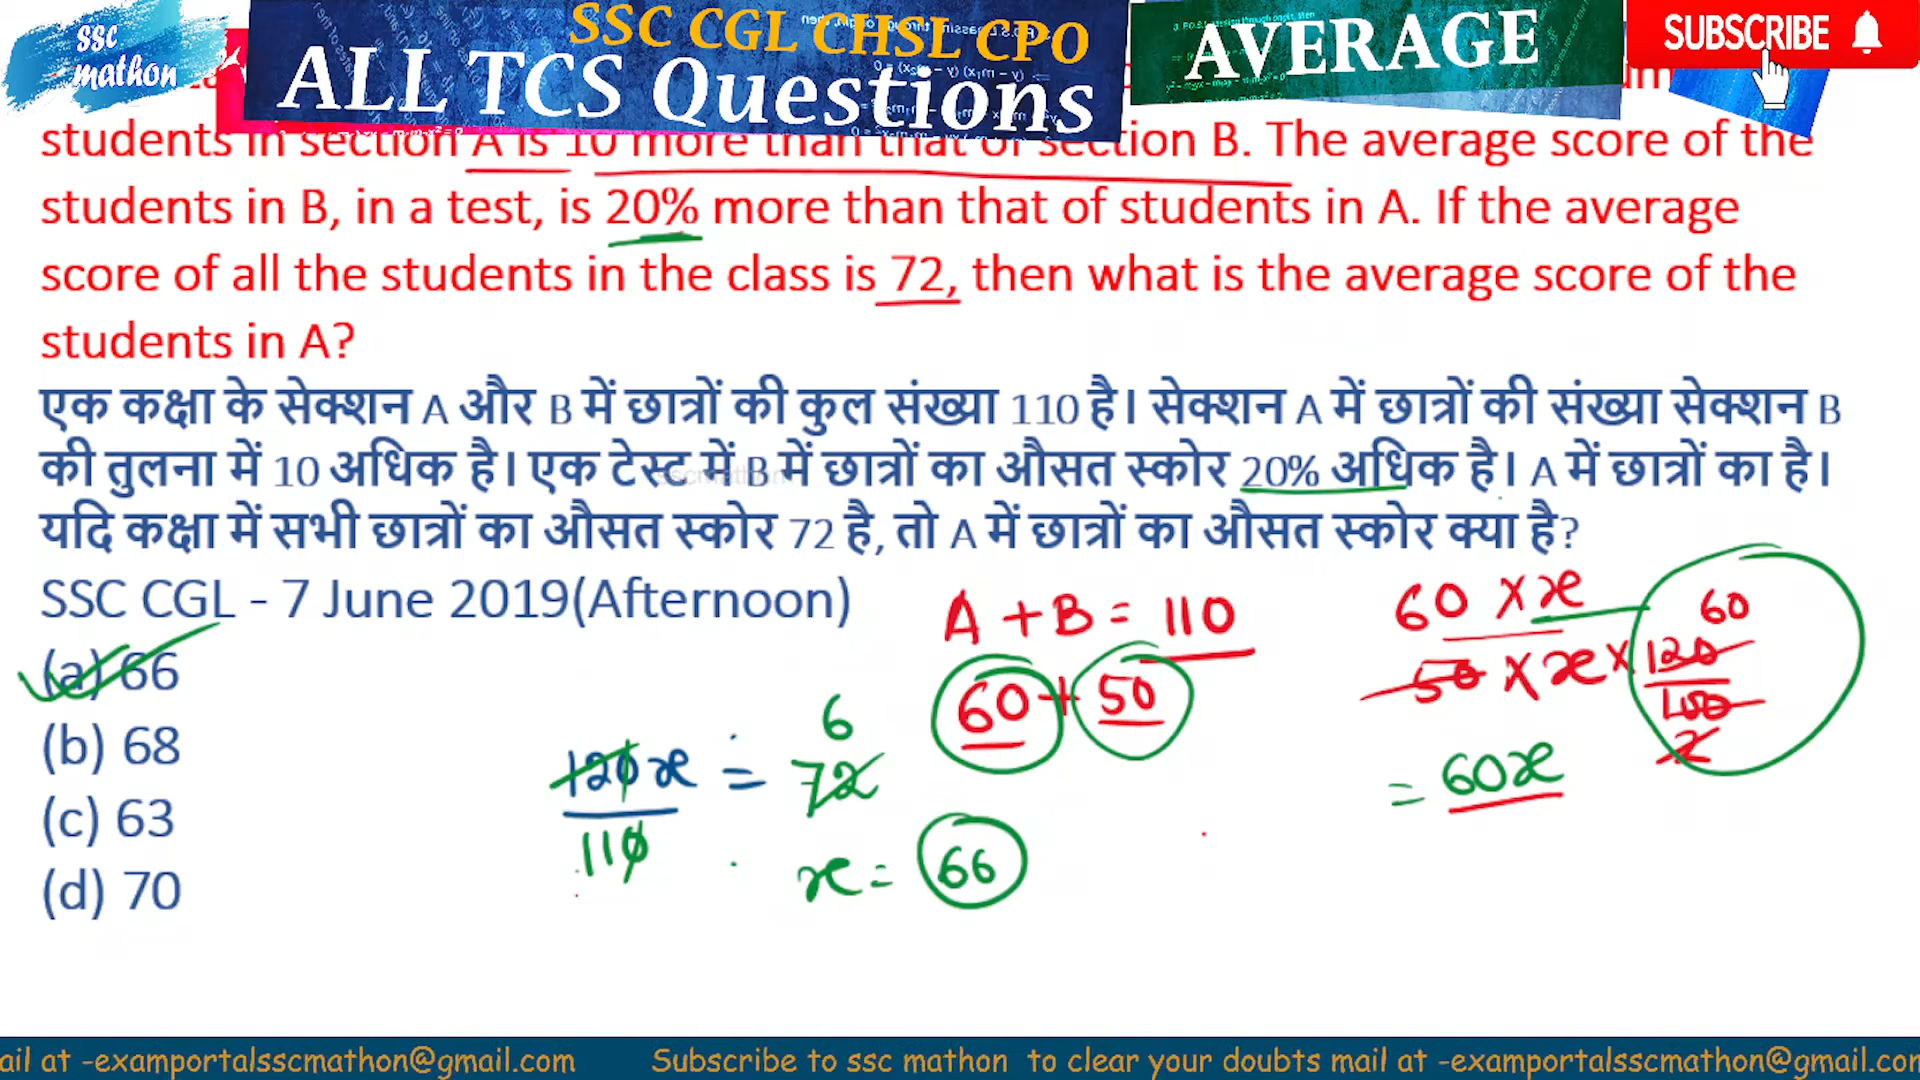 ssc
mathon
SSC CGL CHSL CPO
ALL TCS Questions
AVERAGE
SUBSCRIBE
students in section A is 10 more than that of section B. The average score of the
students in B, in a test, is 20% more than that of students in A. If the average
score of all the students in the class is 72, then what is the average score of the
students in A?
एक कक्षा के सेक्शन A और B में छात्रों की कुल संख्या 110 है। सेक्शन A में छात्रों की संख्या सेक्शन B
की तुलना में 10 अधिक है। एक टेस्ट में B में छात्रों का औसत स्कोर 20% अधिक है। A में छात्रों का है।
यदि कक्षा में सभी छात्रों का औसत स्कोर 72 है, तो A में छात्रों का औसत स्कोर क्या है?
sscmathon
SSC CGL - 7 June 2019(Afternoon)
(a) 66
(b) 68
(c) 63
(d) 70
A + B = 110
60 + 50
60 × x
60
50 × x × 120
100
2
= 60x
6
120x = 72
110
x = 66
ail at -examportalsscmathon@gmail.com Subscribe to ssc mathon to clear your doubts mail at -examportalsscmathon@gmail.con